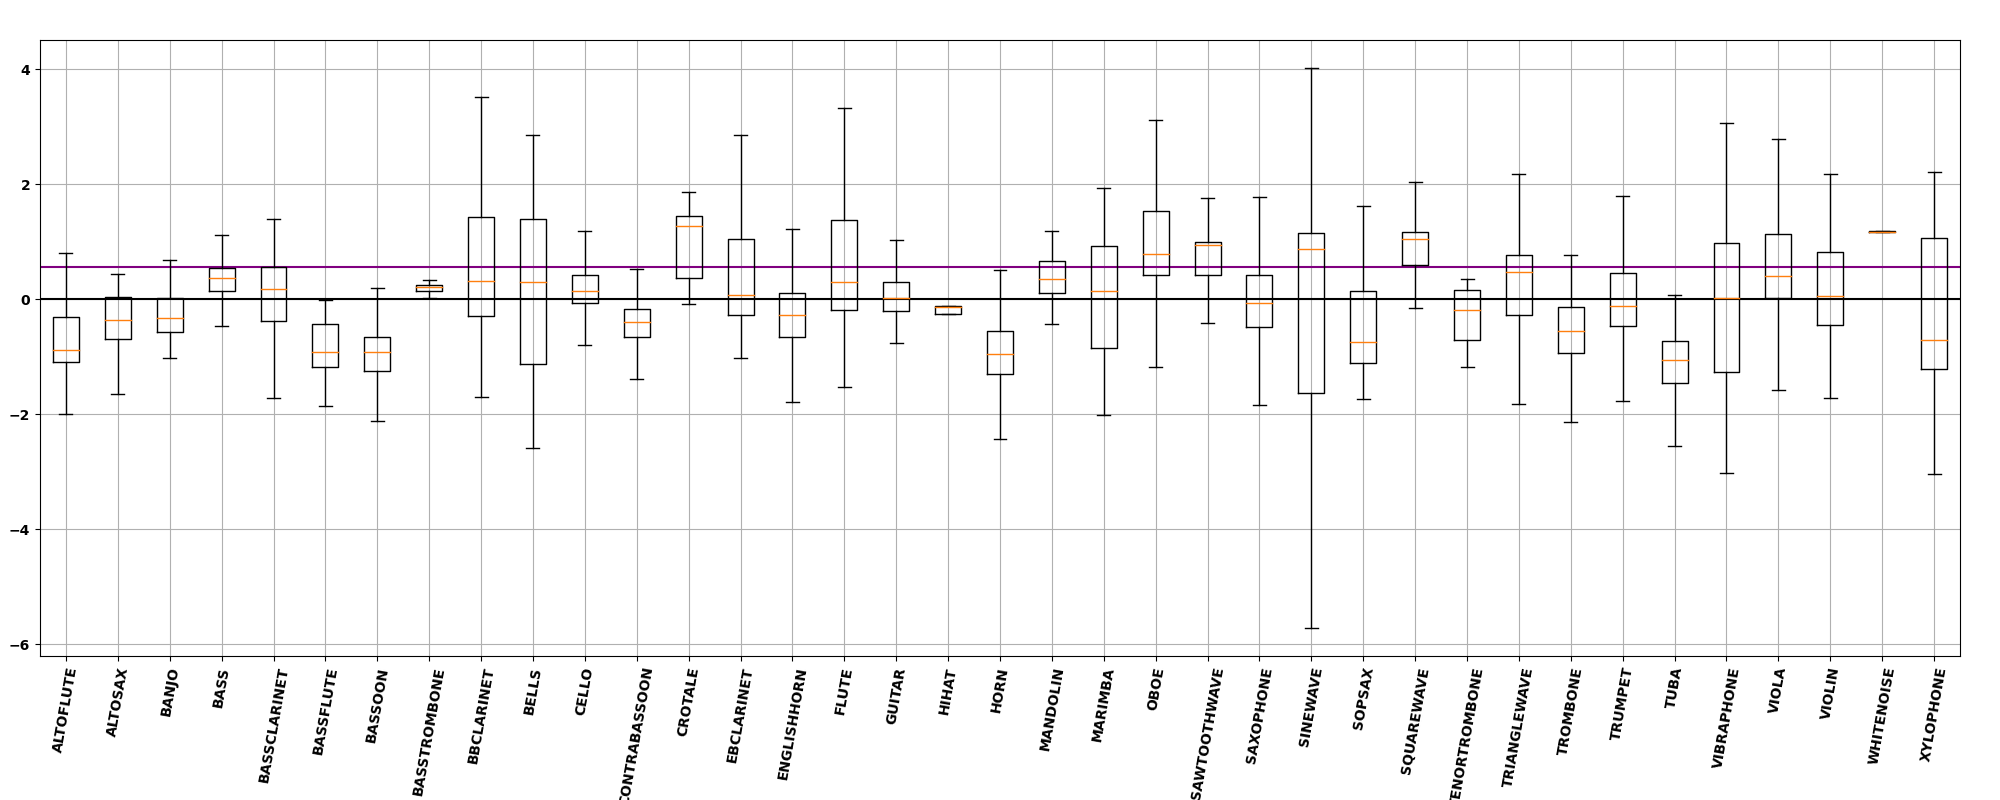 4
2
0
−2
−4
−6
ALTOFLUTE
ALTOSAX
BANJO
BASS
BASSCLARINET
BASSFLUTE
BASSOON
BASSTROMBONE
BBCLARINET
BELLS
CELLO
CONTRABASSOON
CROTALE
EBCLARINET
ENGLISHHORN
FLUTE
GUITAR
HIHAT
HORN
MANDOLIN
MARIMBA
OBOE
SAWTOOTHWAVE
SAXOPHONE
SINEWAVE
SOPSAX
SQUAREWAVE
TENORTROMBONE
TRIANGLEWAVE
TROMBONE
TRUMPET
TUBA
VIBRAPHONE
VIOLA
VIOLIN
WHITENOISE
XYLOPHONE